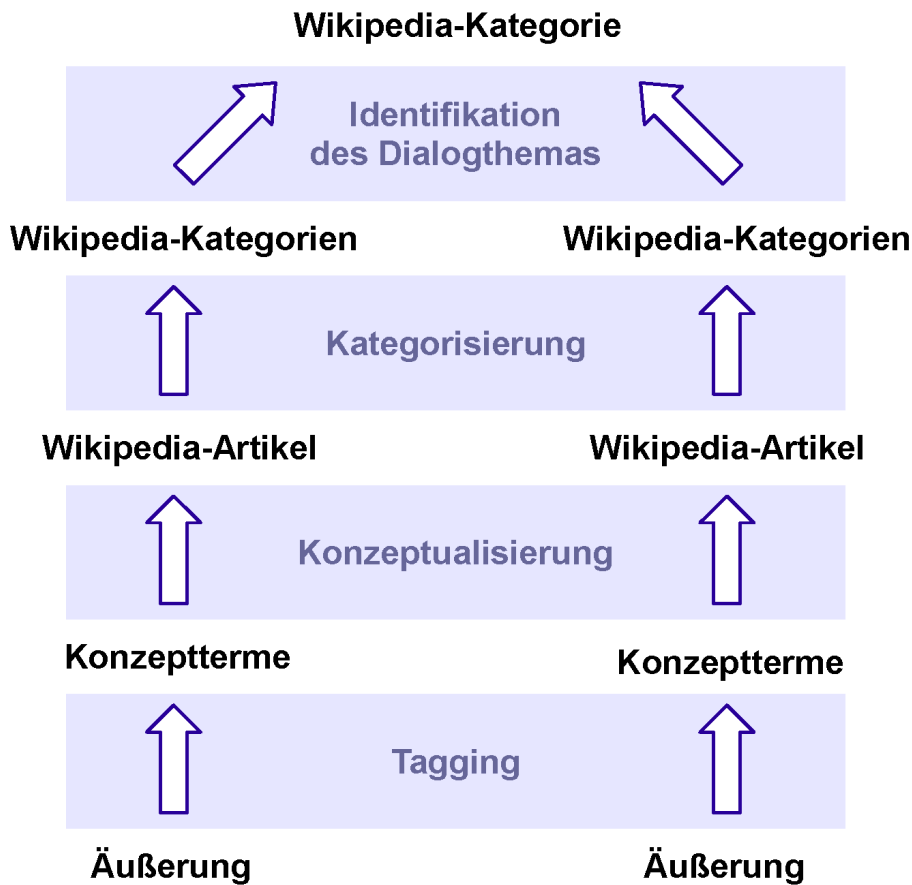 Wikipedia-Kategorie
Identifikation
des Dialogthemas
Wikipedia-Kategorien Wikipedia-Kategorien
Kategorisierung
Wikipedia-Artikel Wikipedia-Artikel
Konzeptualisierung
Konzeptterme Konzeptterme
Tagging
Äußerung Äußerung